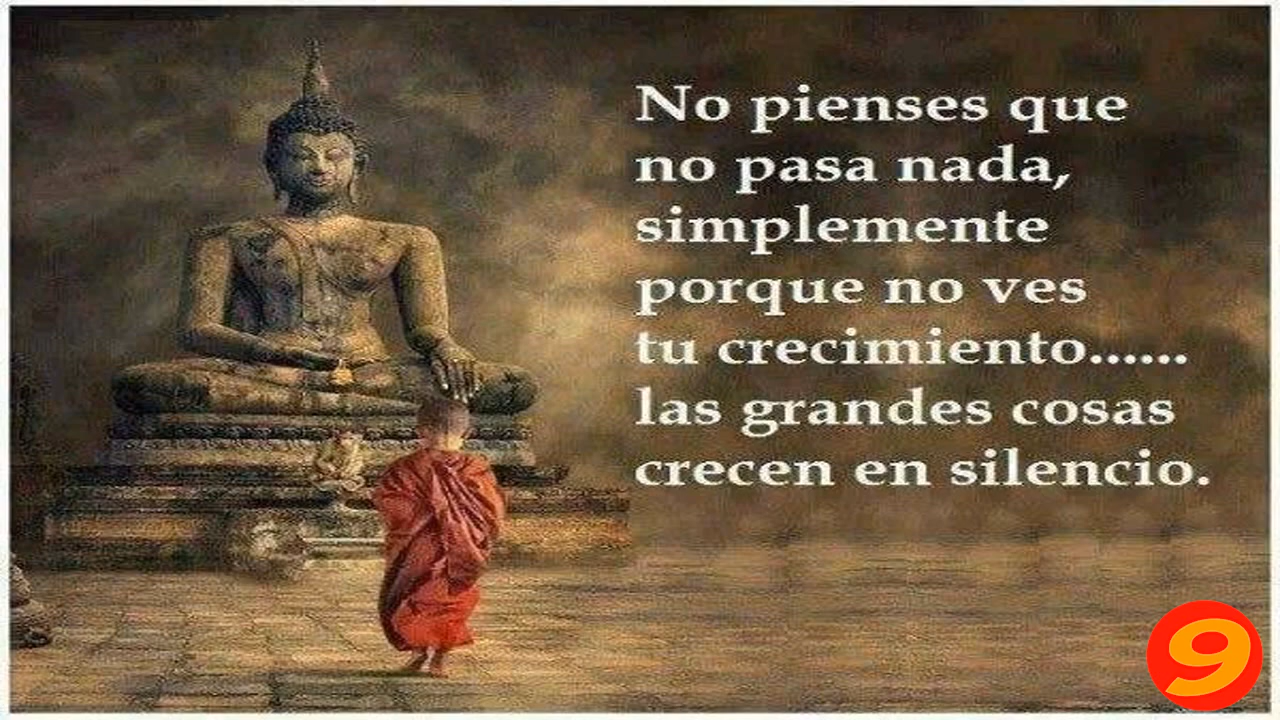 No pienses que
no pasa nada,
simplemente
porque no ves
tu crecimiento......
las grandes cosas
crecen en silencio.
9